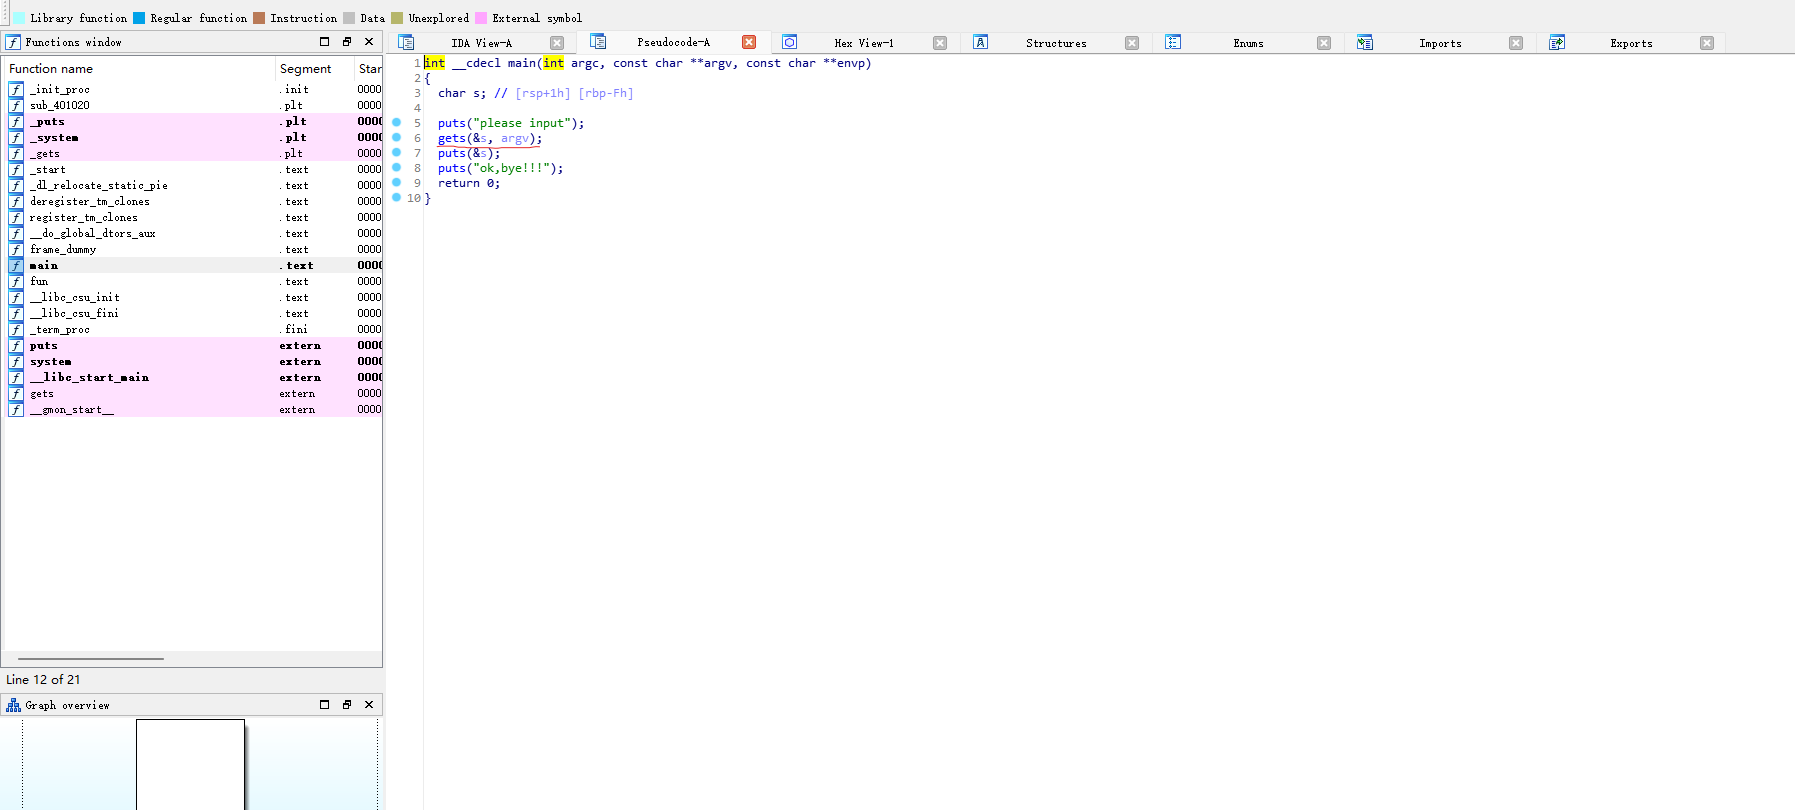 Library function Regular function Instruction Data Unexplored External symbol
Functions window
Function name Segment Star
_init_proc .init 0000
sub_401020 .plt 0000
_puts .plt 000
_system .plt 000
_gets .plt 0000
_start .text 0000
_dl_relocate_static_pie .text 0000
deregister_tm_clones .text 0000
register_tm_clones .text 0000
__do_global_dtors_aux .text 0000
frame_dummy .text 0000
main .text 000
fun .text 0000
__libc_csu_init .text 0000
__libc_csu_fini .text 0000
_term_proc .fini 0000
puts extern 000
system extern 000
__libc_start_main extern 000
gets extern 0000
__gmon_start__ extern 0000
Line 12 of 21
Graph overview
IDA View-A Pseudocode-A Hex View-1 Structures Enums Imports Exports
1 int __cdecl main(int argc, const char **argv, const char **envp)
2 {
3 char s; // [rsp+1h] [rbp-Fh]
4
5 puts("please input");
6 gets(&s, argv);
7 puts(&s);
8 puts("ok,bye!!!");
9 return 0;
10 }